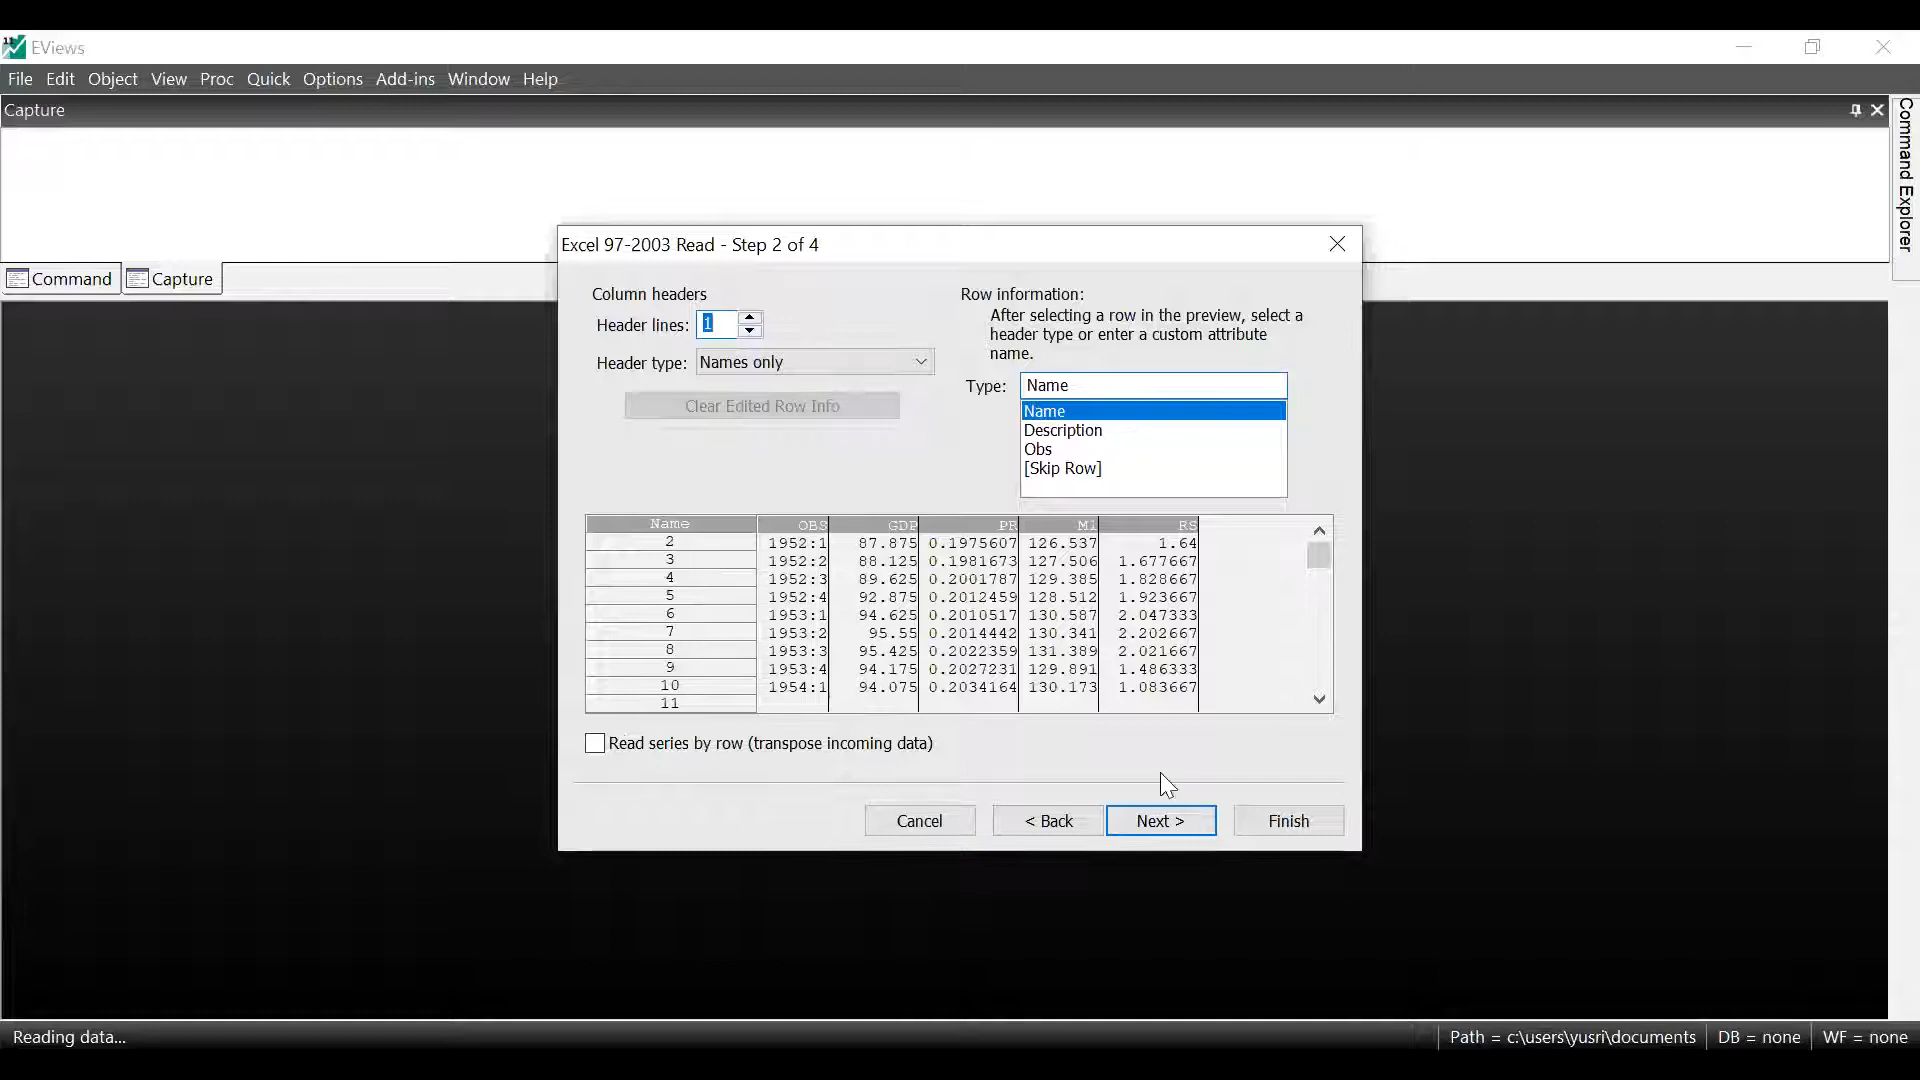 EViews
File Edit Object View Proc Quick Options Add-ins Window Help
Capture
Command Explorer
Command Capture
Excel 97-2003 Read - Step 2 of 4
Column headers
Header lines: 1
Header type: Names only
Clear Edited Row Info
Row information:
After selecting a row in the preview, select a
header type or enter a custom attribute
name.
Type: Name
Name
Description
Obs
[Skip Row]
Name OBS GDP PR M1 RS
2 1952:1 87.875 0.1975607 126.537 1.64
3 1952:2 88.125 0.1981673 127.506 1.677667
4 1952:3 89.625 0.2001787 129.385 1.828667
5 1952:4 92.875 0.2012459 128.512 1.923667
6 1953:1 94.625 0.2010517 130.587 2.047333
7 1953:2 95.55 0.2014442 130.341 2.202667
8 1953:3 95.425 0.2022359 131.389 2.021667
9 1953:4 94.175 0.2027231 129.891 1.486333
10 1954:1 94.075 0.2034164 130.173 1.083667
11
Read series by row (transpose incoming data)
Cancel < Back Next > Finish
Reading data... Path = c:\users\yusri\documents DB = none WF = none